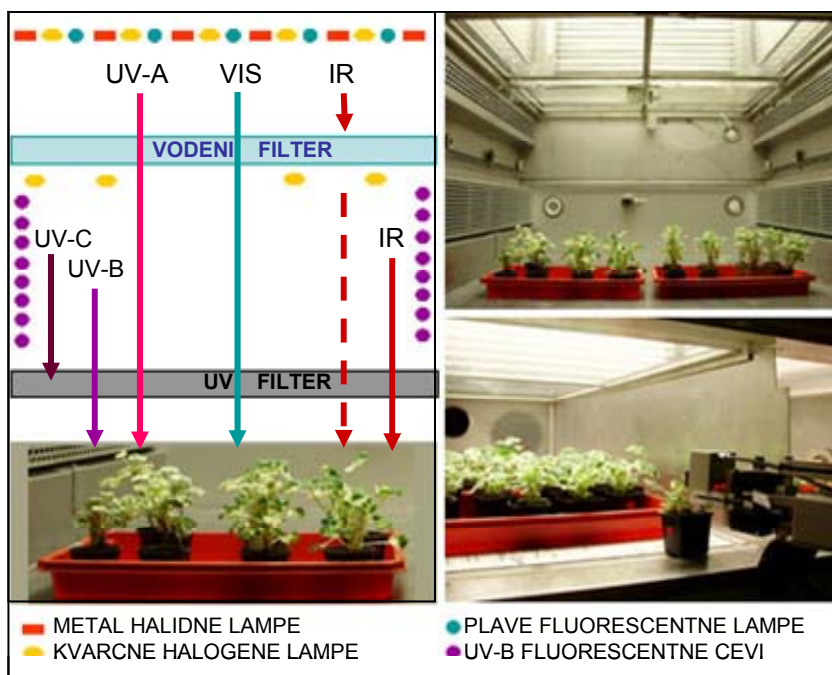 UV-A VIS IR
VODENI FILTER
UV-C
IR
UV-B
UV FILTER
METAL HALIDNE LAMPE
PLAVE FLUORESCENTNE LAMPE
KVARCNE HALOGENE LAMPE
UV-B FLUORESCENTNE CEVI